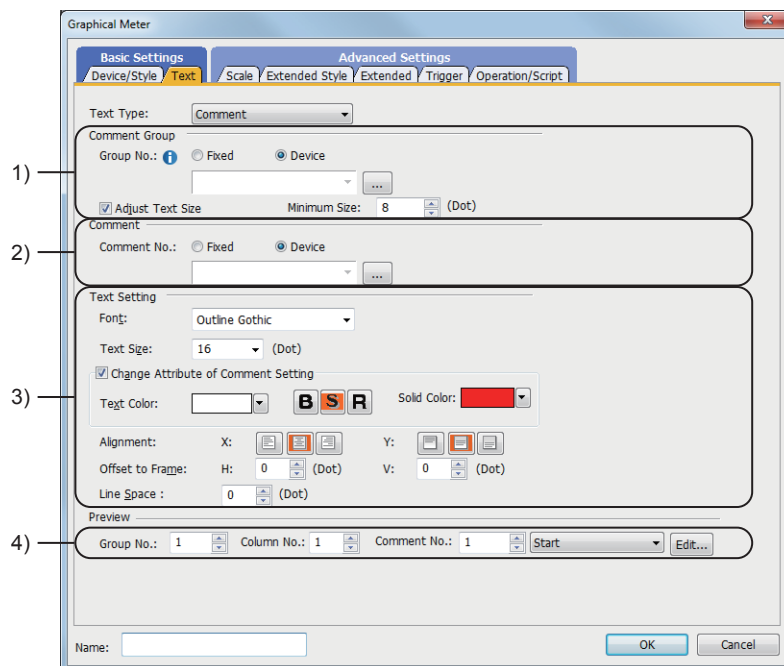 Graphical Meter
Basic Settings
Advanced Settings
Device/Style Text Scale Extended Style Extended Trigger Operation/Script
Text Type: Comment
Comment Group
1)
Group No.: Fixed Device
...
Adjust Text Size Minimum Size: 8 (Dot)
Comment
2)
Comment No.: Fixed Device
...
Text Setting
3)
Font: Outline Gothic
Text Size: 16 (Dot)
Change Attribute of Comment Setting
Text Color: B S R Solid Color:
Alignment: X: Y:
Offset to Frame: H: 0 (Dot) V: 0 (Dot)
Line Space : 0 (Dot)
Preview
4)
Group No.: 1 Column No.: 1 Comment No.: 1 Start Edit...
Name: OK Cancel